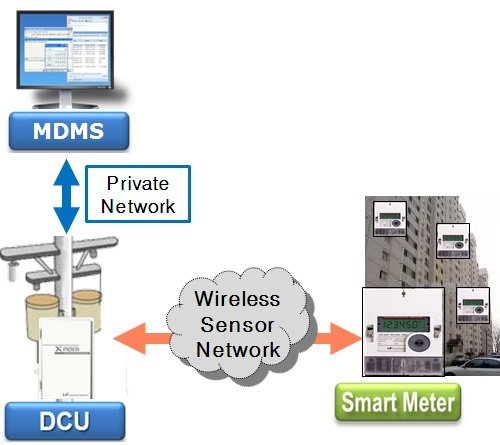 MDMS
Private
Network
Wireless
Sensor
Network
DCU
Smart Meter